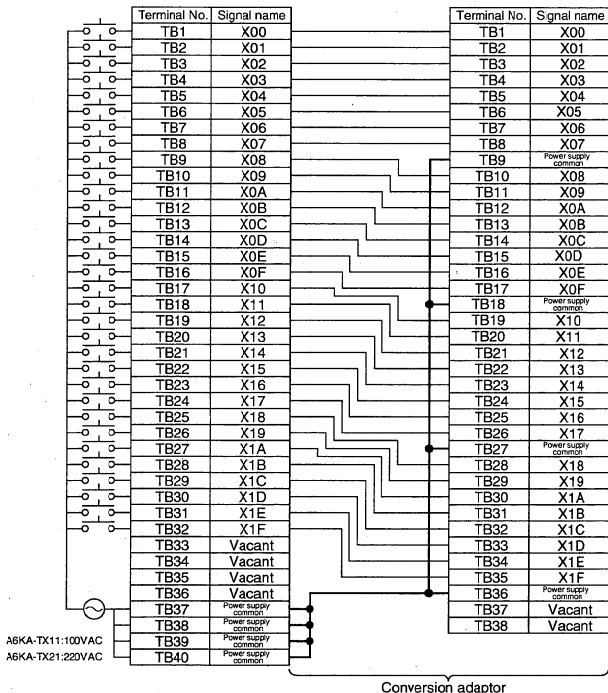 Terminal No. Signal name Terminal No. Signal name
TB1 X00 TB1 X00
TB2 X01 TB2 X01
TB3 X02 TB3 X02
TB4 X03 TB4 X03
TB5 X04 TB5 X04
TB6 X05 TB6 X05
TB7 X06 TB7 X06
TB8 X07 TB8 X07
TB9 X08 TB9 Power supply common
TB10 X09 TB10 X08
TB11 X0A TB11 X09
TB12 X0B TB12 X0A
TB13 X0C TB13 X0B
TB14 X0D TB14 X0C
TB15 X0E TB15 X0D
TB16 X0F TB16 X0E
TB17 X10 TB17 X0F
TB18 X11 TB18 Power supply common
TB19 X12 TB19 X10
TB20 X13 TB20 X11
TB21 X14 TB21 X12
TB22 X15 TB22 X13
TB23 X16 TB23 X14
TB24 X17 TB24 X15
TB25 X18 TB25 X16
TB26 X19 TB26 X17
TB27 X1A TB27 Power supply common
TB28 X1B TB28 X18
TB29 X1C TB29 X19
TB30 X1D TB30 X1A
TB31 X1E TB31 X1B
TB32 X1F TB32 X1C
TB33 Vacant TB33 X1D
TB34 Vacant TB34 X1E
TB35 Vacant TB35 X1F
TB36 Vacant TB36 Power supply common
TB37 Power supply common TB37 Vacant
TB38 Power supply common TB38 Vacant
A6KA-TX11:100VAC TB39 Power supply common
A6KA-TX21:220VAC TB40 Power supply common
Conversion adaptor